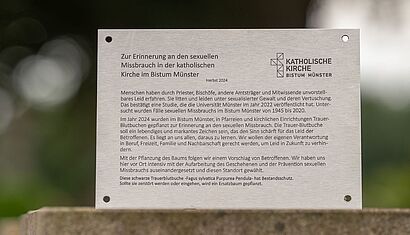 Zur Erinnerung an den sexuellen
Missbrauch in der katholischen
Kirche im Bistum Münster
Herbst 2024
KATHOLISCHE
KIRCHE
BISTUM MÜNSTER
Menschen haben durch Priester, Bischöfe, andere Amtsträger und Mitwissende unvorstell-
bares Leid erfahren. Sie litten und leiden unter sexualisierter Gewalt und deren Vertuschung.
Das bestätigt eine Studie, die die Universität Münster im Jahr 2022 veröffentlicht hat. Unter-
sucht wurden Fälle sexuellen Missbrauchs im Bistum Münster von 1945 bis 2020.
Im Jahr 2024 wurden im Bistum Münster, in Pfarreien und kirchlichen Einrichtungen Trauer-
Blutbuchen gepflanzt zur Erinnerung an den sexuellen Missbrauch. Die Trauer-Blutbuche
soll ein lebendiges und markantes Zeichen sein, das den Sinn schärft für das Leid der
Betroffenen. Es liegt an uns allen, daraus zu lernen. Wir wollen der eigenen Verantwortung
in Beruf, Freizeit, Familie und Nachbarschaft gerecht werden, um Leid in Zukunft zu verhin-
dern.
Mit der Pflanzung des Baums folgen wir einem Vorschlag von Betroffenen. Wir haben uns
hier vor Ort intensiv mit der Aufarbeitung des Geschehenen und der Prävention sexuellen
Missbrauchs auseinandergesetzt und diesen Standort gewählt.
Diese schwarze Trauerblutbuche -Fagus sylvatica Purpurea Pendula- hat Bestandsschutz.
Sollte sie zerstört werden oder eingehen, wird ein Ersatzbaum gepflanzt.